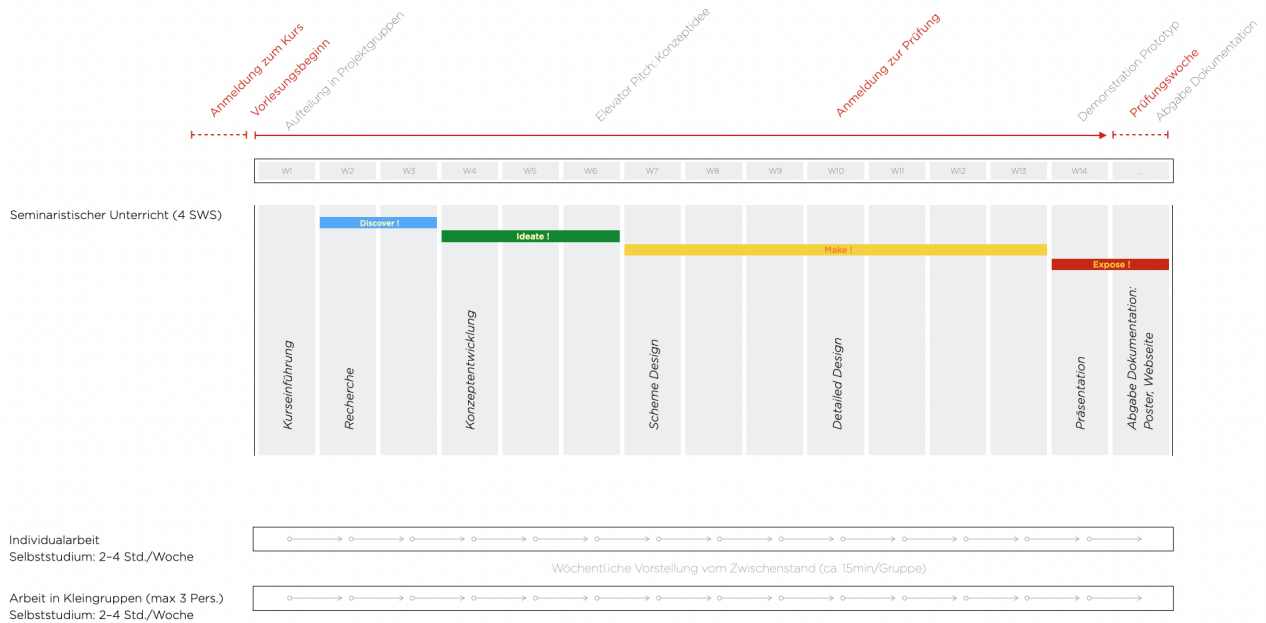 Anmeldung zum Kurs
Vorlesungsbeginn
Aufteilung in Projektgruppen
Elevator Pitch: Konzeptidee
Anmeldung zur Prüfung
Demonstration Prototyp
Prüfungswoche
Abgabe Dokumentation
W1 W2 W3 W4 W5 W6 W7 W8 W9 W10 W11 W12 W13 W14 ...
Seminaristischer Unterricht (4 SWS)
Discover !
Ideate !
Make !
Expose !
Kurseinführung
Recherche
Konzeptentwicklung
Scheme Design
Detailed Design
Präsentation
Abgabe Dokumentation:
Poster, Webseite
Individualarbeit
Selbststudium: 2–4 Std./Woche
Wöchentliche Vorstellung vom Zwischenstand (ca. 15min/Gruppe)
Arbeit in Kleingruppen (max 3 Pers.)
Selbststudium: 2–4 Std./Woche